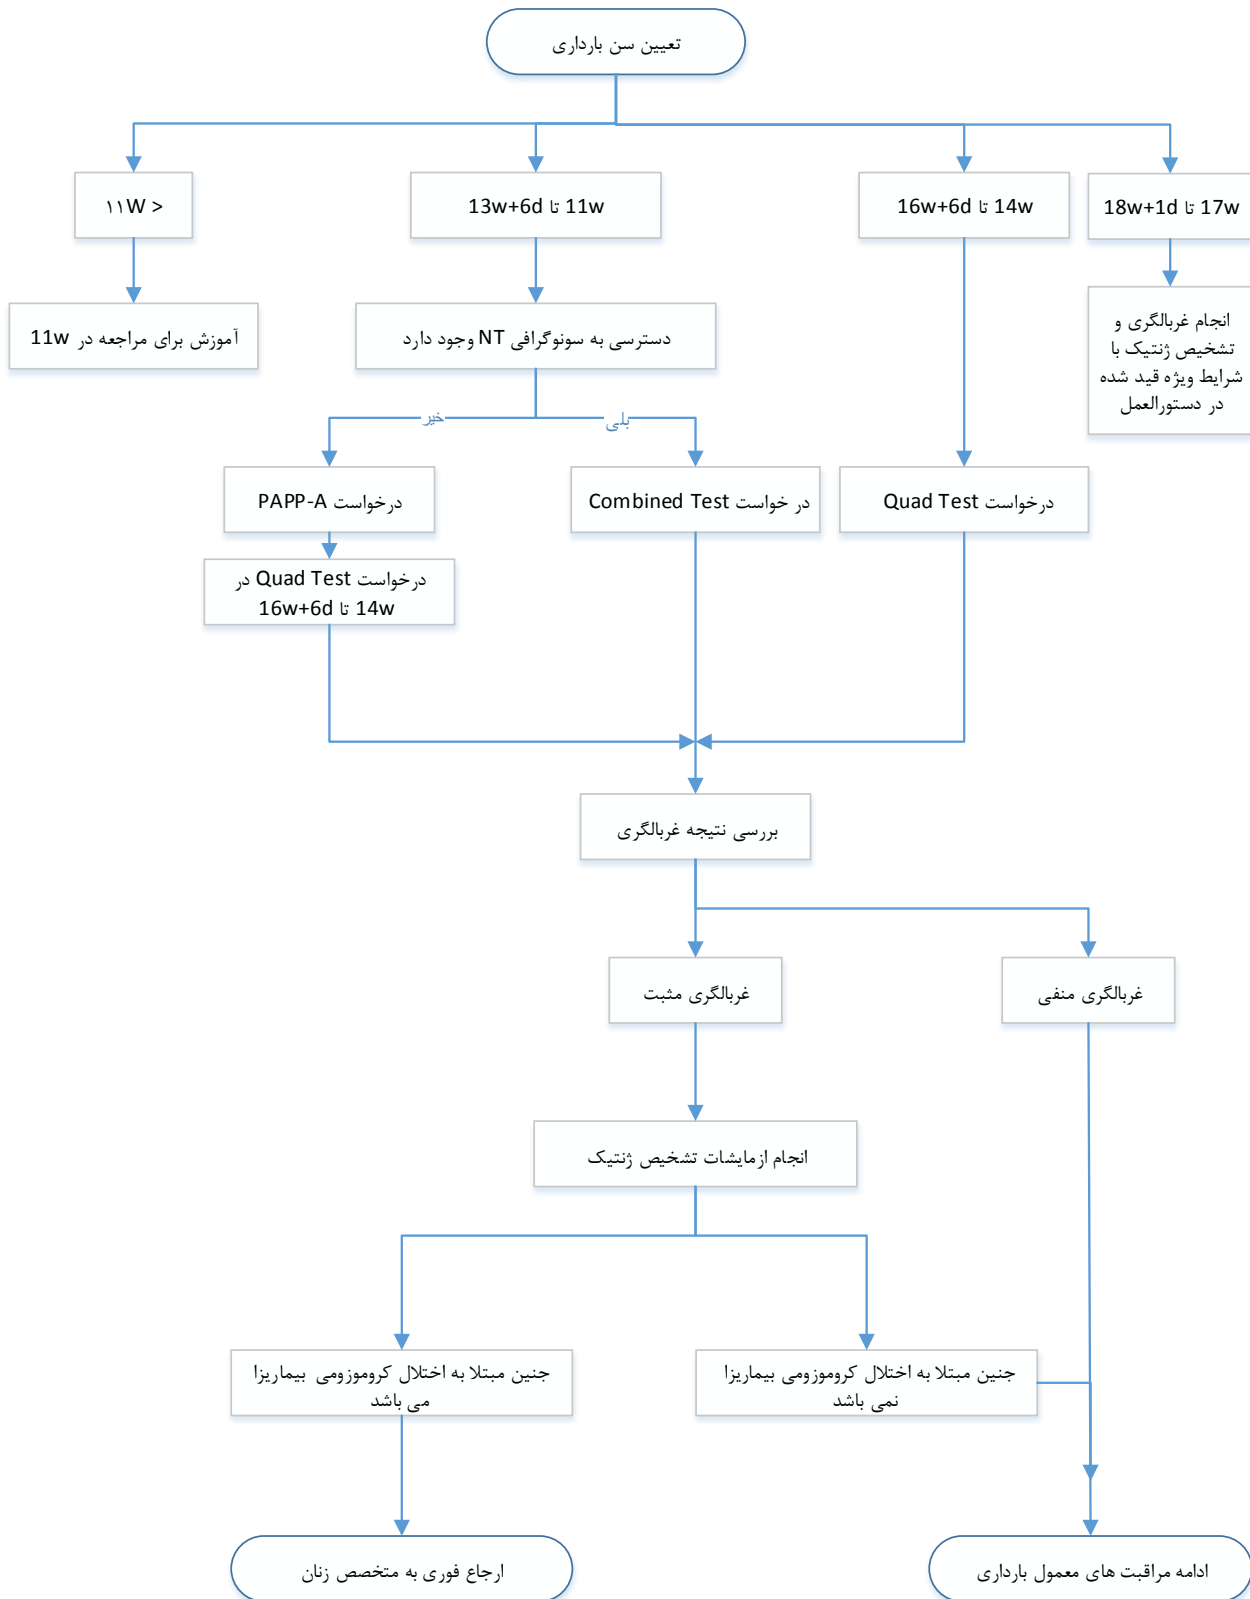 تعیین سن بارداری
۱۱W >
11w تا 13w+6d
14w تا 16w+6d
17w تا 18w+1d
آموزش برای مراجعه در 11w
دسترسی به سونوگرافی NT وجود دارد
انجام غربالگری و
تشخیص ژنتیک با
شرایط ویژه قید شده
در دستورالعمل
خیر
بلی
درخواست PAPP-A
در خواست Combined Test
درخواست Quad Test
درخواست Quad Test در
14w تا 16w+6d
بررسی نتیجه غربالگری
غربالگری مثبت
غربالگری منفی
انجام ازمایشات تشخیص ژنتیک
جنین مبتلا به اختلال کروموزومی بیماریزا
می باشد
جنین مبتلا به اختلال کروموزومی بیماریزا
نمی باشد
ارجاع فوری به متخصص زنان
ادامه مراقبت های معمول بارداری